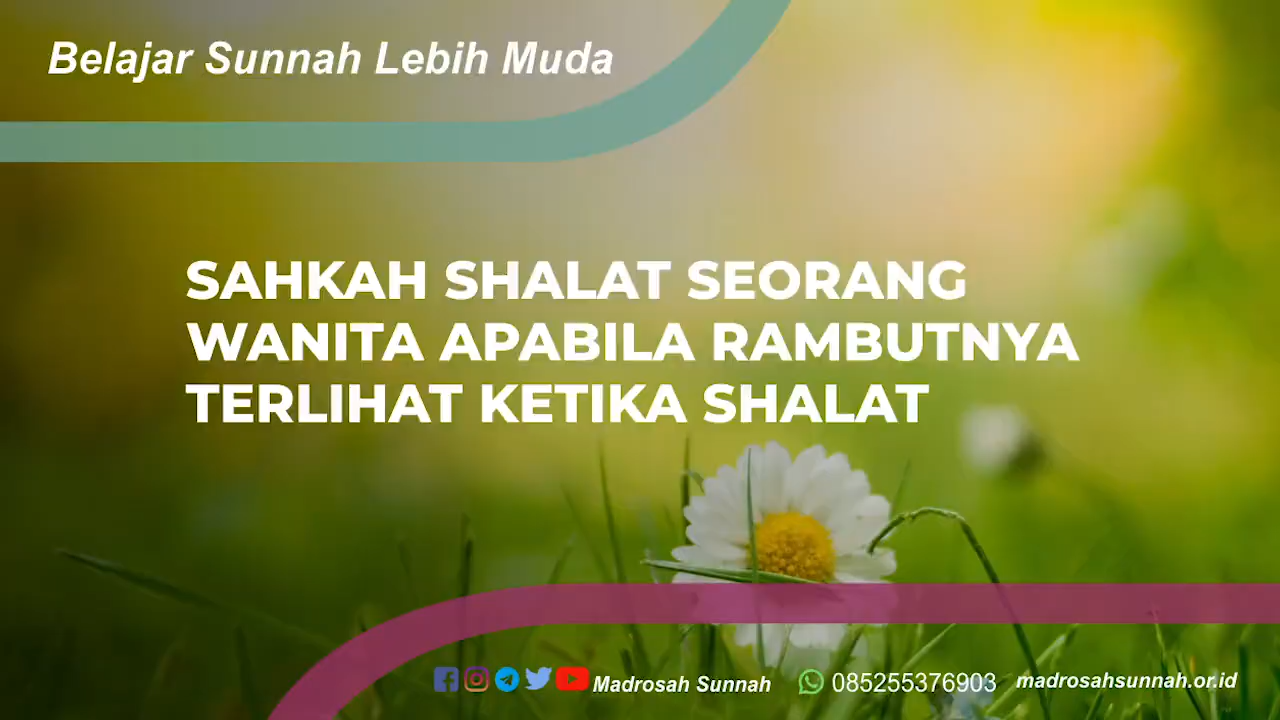 Belajar Sunnah Lebih Muda
SAHKAH SHALAT SEORANG
WANITA APABILA RAMBUTNYA
TERLIHAT KETIKA SHALAT
Madrosah Sunnah 085255376903 madrosahsunnah.or.id